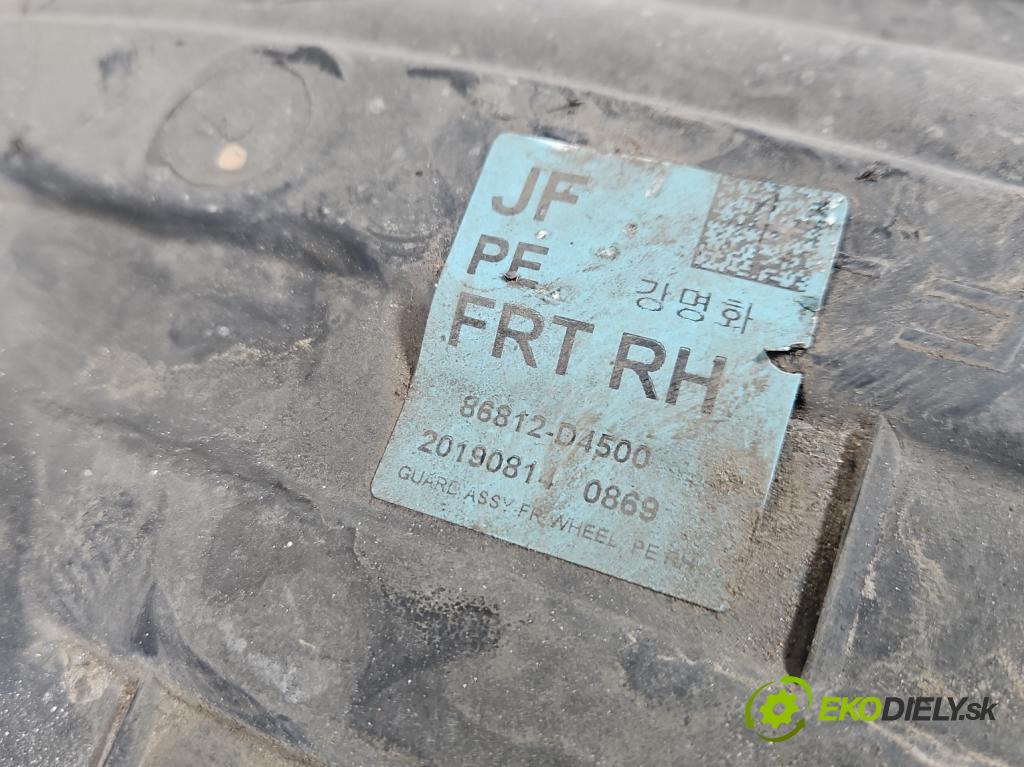 JF
PE
강명화
FRT RH
86812-D4500
20190814 0869
GUARD ASSY-FR WHEEL, PE RH
EKODIELY.sk